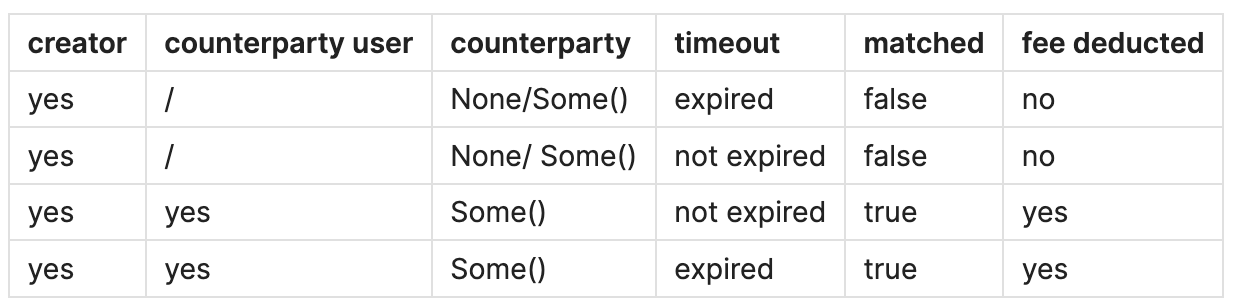 creator counterparty user counterparty timeout matched fee deducted
yes / None/Some() expired false no
yes / None/ Some() not expired false no
yes yes Some() not expired true yes
yes yes Some() expired true yes